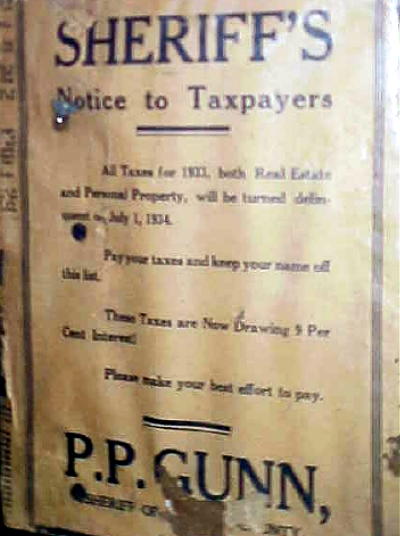 SHERIFF'S
Notice to Taxpayers
All Taxes for 1933, both Real Estate
and Personal Property, will be turned delin-
quent on July 1, 1934.
Pay your taxes and keep your name off
this list.
These Taxes are Now Drawing 9 Per
Cent Interest!
Please make your best effort to pay.
P.P. GUNN,
SHERIFF OF